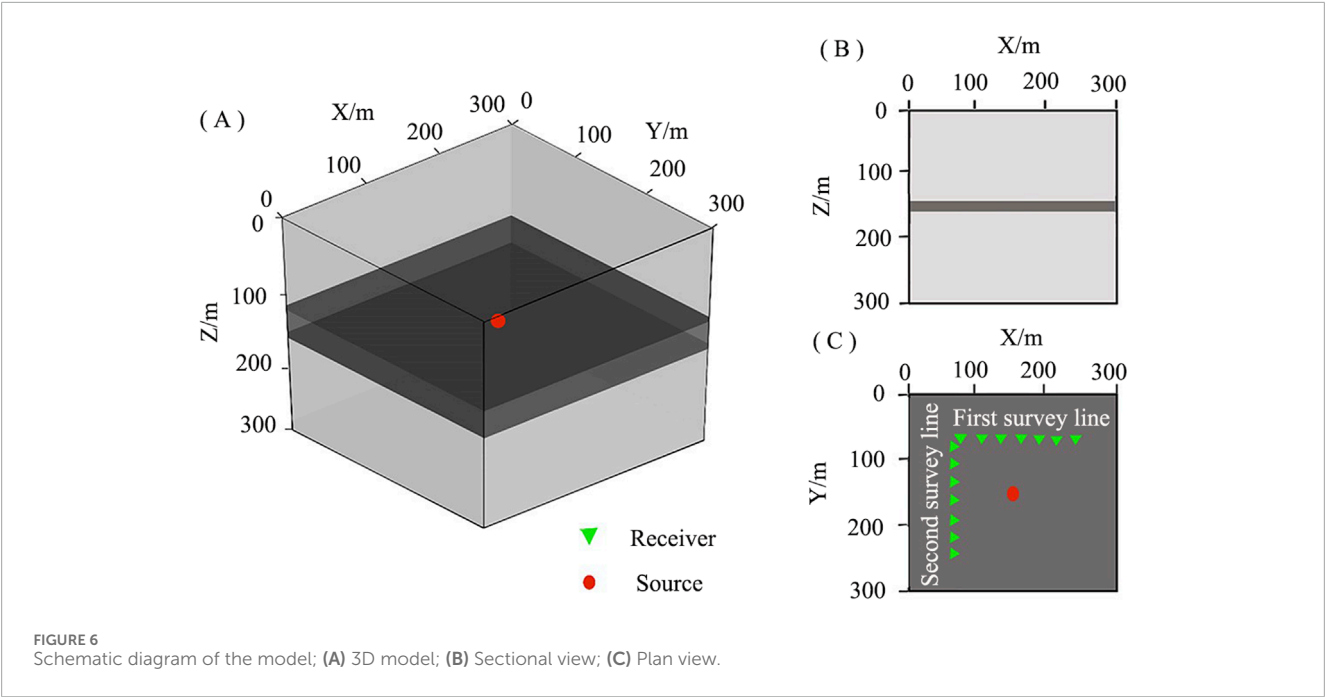 ( A )
X/m
0
100
200
300
0
100
200
300
Y/m
0
100
200
300
Z/m
Receiver
Source
( B )
X/m
0
100
200
300
0
100
200
300
Z/m
( C )
X/m
0
100
200
300
0
100
200
300
Y/m
First survey line
Second survey line
FIGURE 6
Schematic diagram of the model; (A) 3D model; (B) Sectional view; (C) Plan view.